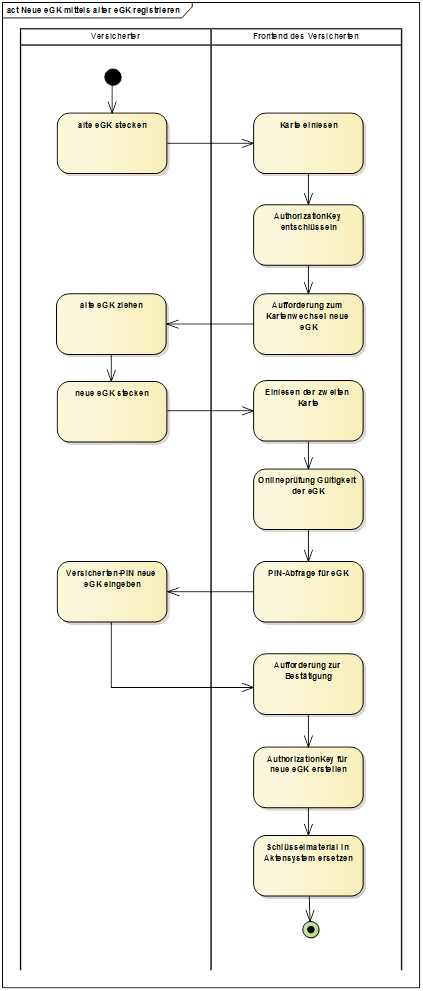 act Neue eGK mittels alter eGK registrieren
Versicherter
Frontend des Versicherten
alte eGK stecken
Karte einlesen
AuthorizationKey
entschlüsseln
alte eGK ziehen
Aufforderung zum
Kartenwechsel neue
eGK
neue eGK stecken
Einlesen der zweiten
Karte
Onlineprüfung Gültigkeit
der eGK
Versicherten-PIN neue
eGK eingeben
PIN-Abfrage für eGK
Aufforderung zur
Bestätigung
AuthorizationKey für
neue eGK erstellen
Schlüsselmaterial in
Aktensystem ersetzen